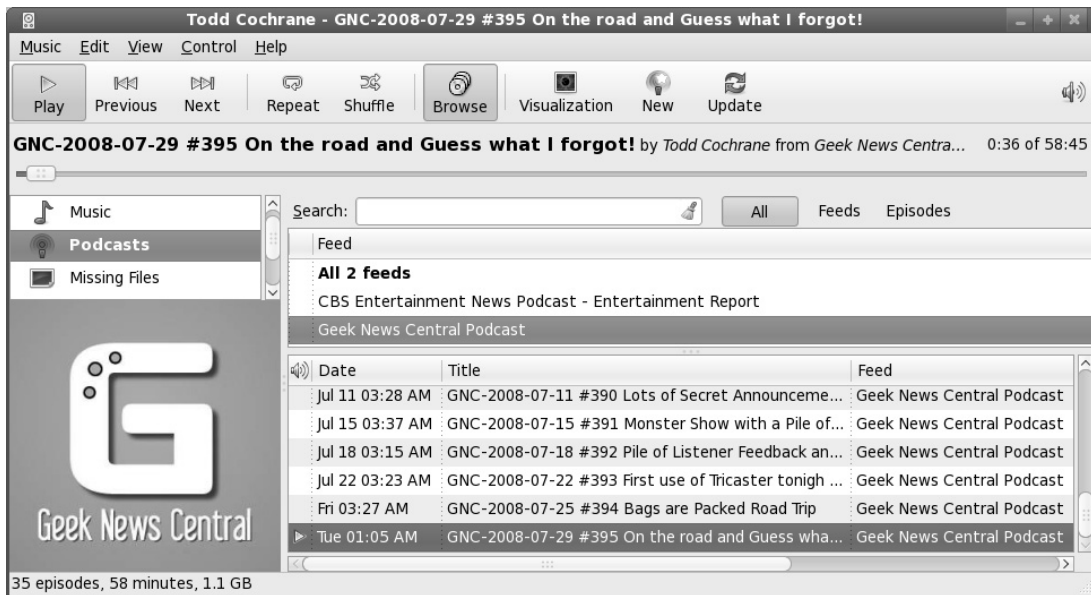 Todd Cochrane - GNC-2008-07-29 #395 On the road and Guess what I forgot!
Music Edit View Control Help
Play Previous Next Repeat Shuffle Browse Visualization New Update
GNC-2008-07-29 #395 On the road and Guess what I forgot! by Todd Cochrane from Geek News Centra... 0:36 of 58:45
Music
Podcasts
Missing Files
Search: All Feeds Episodes
Feed
All 2 feeds
CBS Entertainment News Podcast - Entertainment Report
Geek News Central Podcast
Date Title Feed
Jul 11 03:28 AM GNC-2008-07-11 #390 Lots of Secret Announceme... Geek News Central Podcast
Jul 15 03:37 AM GNC-2008-07-15 #391 Monster Show with a Pile of... Geek News Central Podcast
Jul 18 03:15 AM GNC-2008-07-18 #392 Pile of Listener Feedback an... Geek News Central Podcast
Jul 22 03:23 AM GNC-2008-07-22 #393 First use of Tricaster tonigh ... Geek News Central Podcast
Fri 03:27 AM GNC-2008-07-25 #394 Bags are Packed Road Trip Geek News Central Podcast
Tue 01:05 AM GNC-2008-07-29 #395 On the road and Guess wha... Geek News Central Podcast
G
Geek News Central
35 episodes, 58 minutes, 1.1 GB